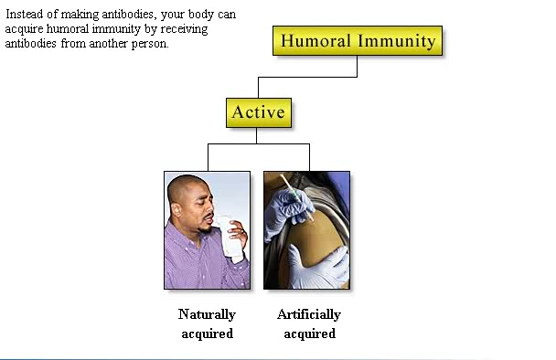 Instead of making antibodies, your body can
acquire humoral immunity by receiving
antibodies from another person.
Humoral Immunity
Active
Naturally
acquired
Artificially
acquired